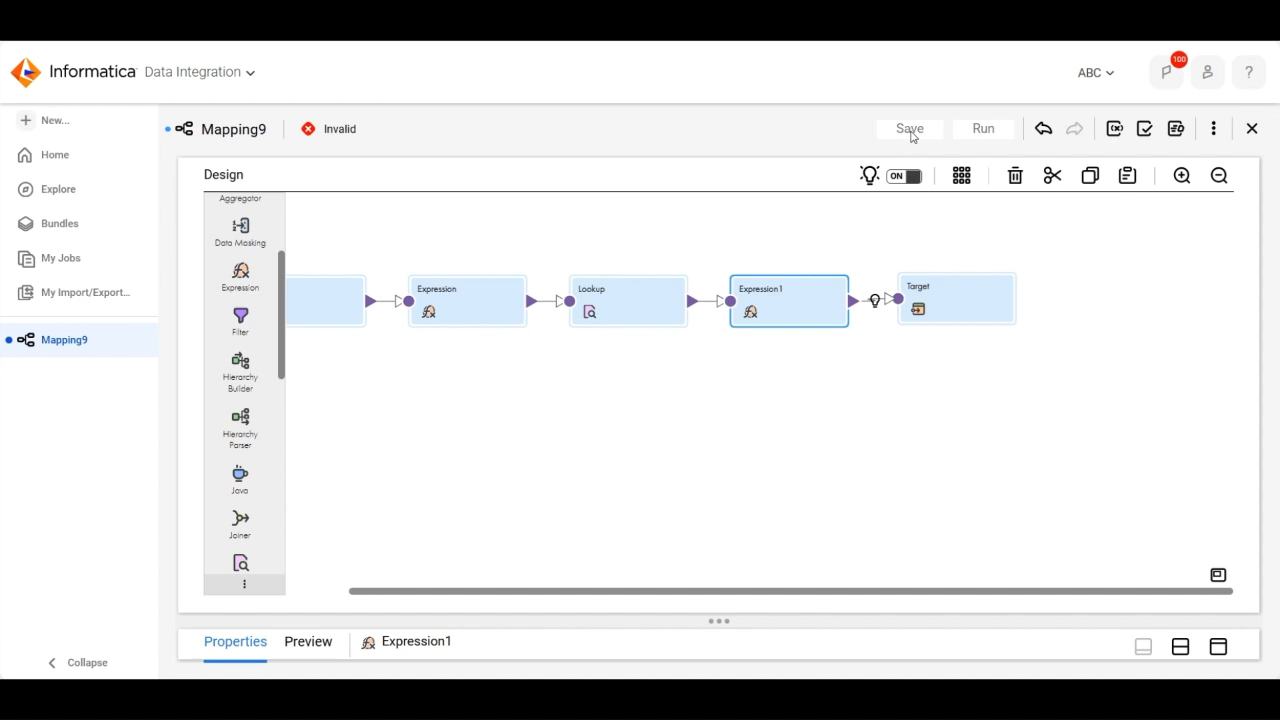 Informatica Data Integration
ABC
100
?
New...
Home
Explore
Bundles
My Jobs
My Import/Export...
Mapping9
Collapse
Mapping9
Invalid
Save
Run
Design
ON
Aggregator
Data Masking
Expression
Filter
Hierarchy
Builder
Hierarchy
Parser
Java
Joiner
Expression
Lookup
Expression1
Target
Properties
Preview
Expression1